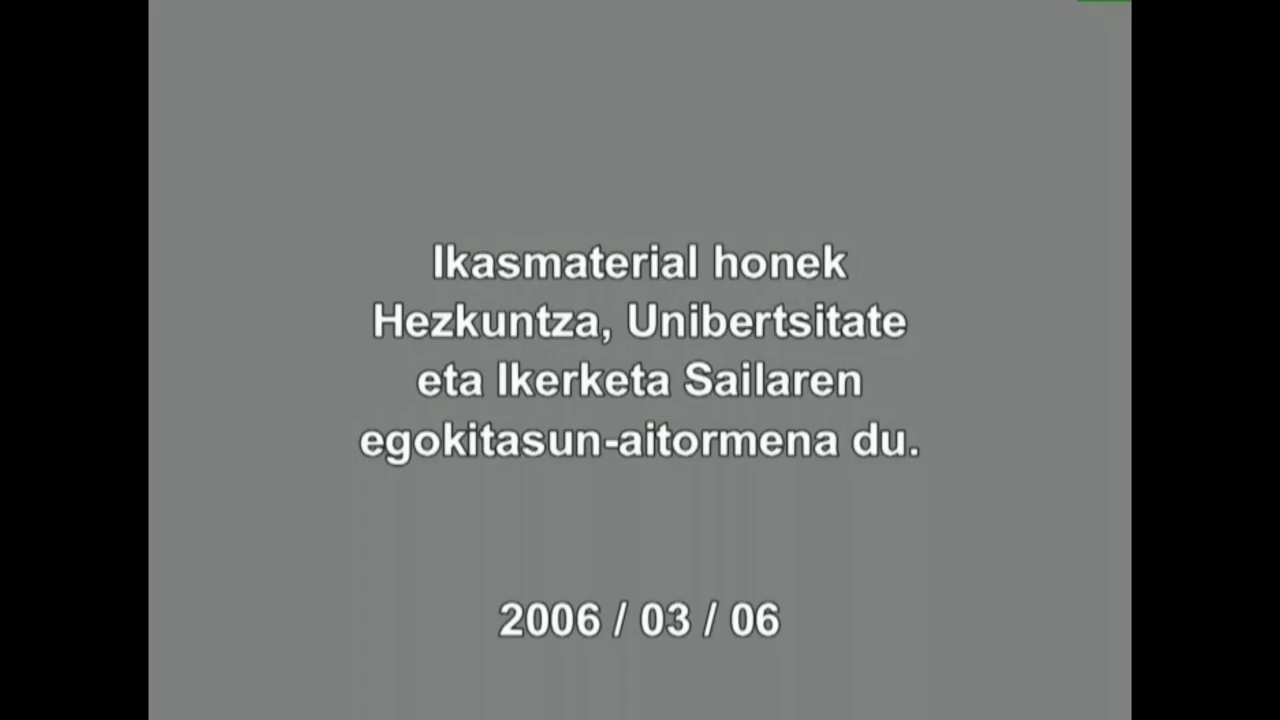 Ikasmaterial honek
Hezkuntza, Unibertsitate
eta Ikerketa Sailaren
egokitasun-aitormena du.
2006 / 03 / 06